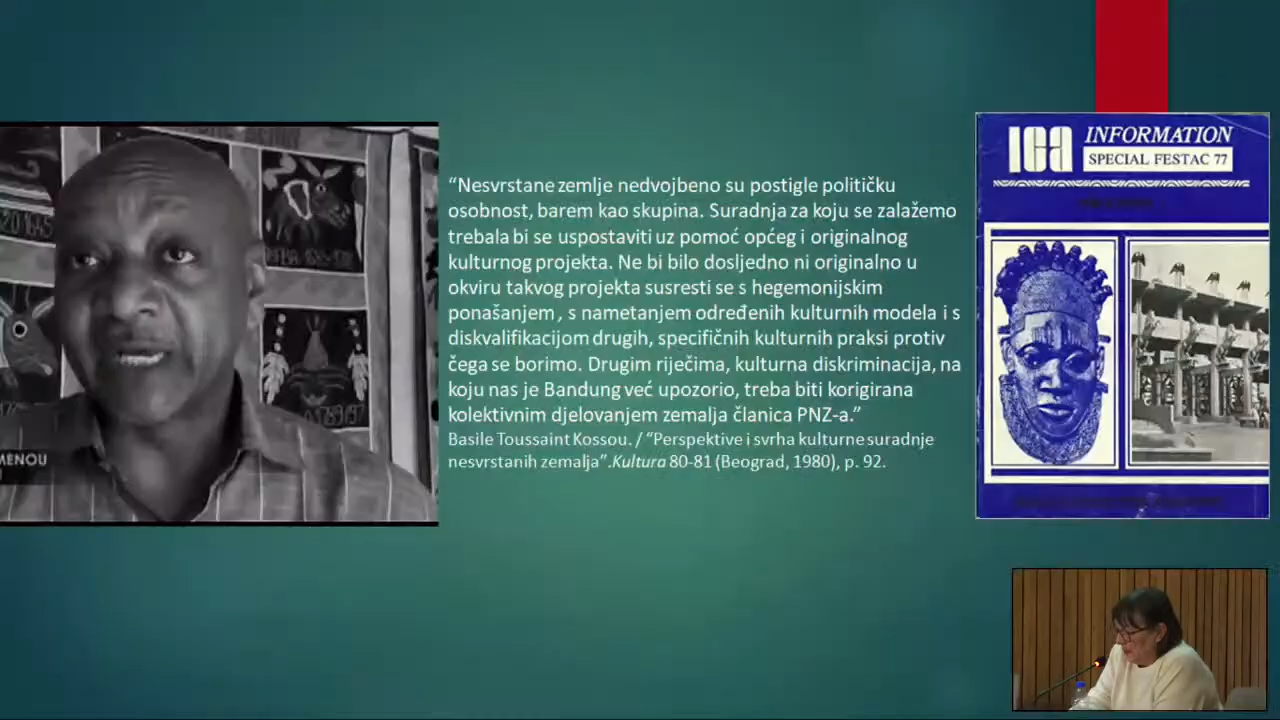 “Nesvrstane zemlje nedvojbeno su postigle političku
osobnost, barem kao skupina. Suradnja za koju se zalažemo
trebala bi se uspostaviti uz pomoć općeg i originalnog
kulturnog projekta. Ne bi bilo dosljedno ni originalno u
okviru takvog projekta susresti se s hegemonijskim
ponašanjem , s nametanjem određenih kulturnih modela i s
diskvalifikacijom drugih, specifičnih kulturnih praksi protiv
čega se borimo. Drugim riječima, kulturna diskriminacija, na
koju nas je Bandung već upozorio, treba biti korigirana
kolektivnim djelovanjem zemalja članica PNZ-a.”
Basile Toussaint Kossou. / “Perspektive i svrha kulturne suradnje
nesvrstanih zemalja”.Kultura 80-81 (Beograd, 1980), p. 92.
MENOU
ICA INFORMATION
SPECIAL FESTAC 77